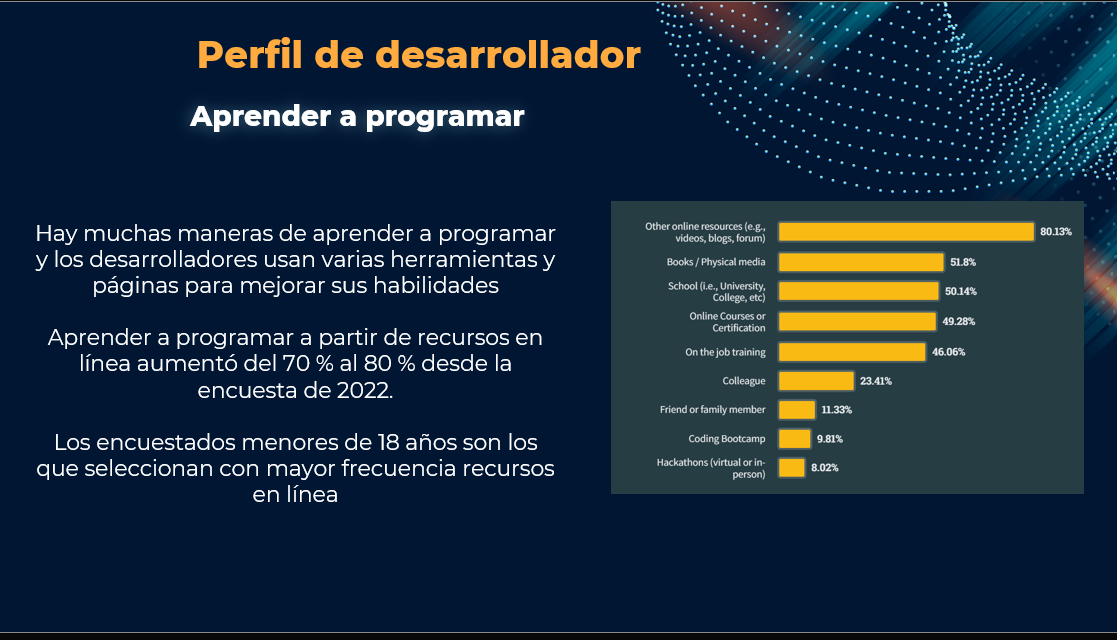 Perfil de desarrollador
Aprender a programar
Hay muchas maneras de aprender a programar
y los desarrolladores usan varias herramientas y
páginas para mejorar sus habilidades
Aprender a programar a partir de recursos en
línea aumentó del 70 % al 80 % desde la
encuesta de 2022.
Los encuestados menores de 18 años son los
que seleccionan con mayor frecuencia recursos
en línea
Other online resources (e.g.,
videos, blogs, forum)
80.13%
Books / Physical media
51.8%
School (i.e., University,
College, etc)
50.14%
Online Courses or
Certification
49.28%
On the job training
46.06%
Colleague
23.41%
Friend or family member
11.33%
Coding Bootcamp
9.81%
Hackathons (virtual or in-
person)
8.02%